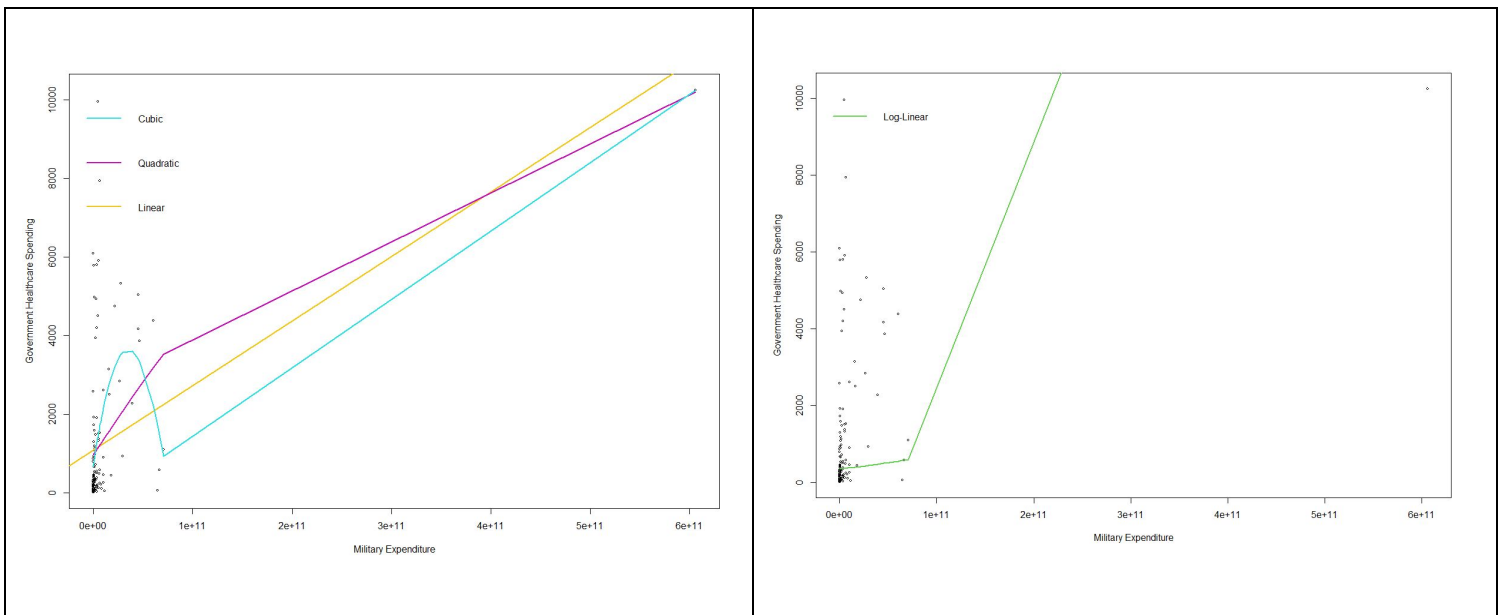 Cubic
Quadratic
Linear
Government Healthcare Spending
10000
8000
6000
4000
2000
0
0e+00 1e+11 2e+11 3e+11 4e+11 5e+11 6e+11
Military Expenditure
Log-Linear
Government Healthcare Spending
10000
8000
6000
4000
2000
0
0e+00 1e+11 2e+11 3e+11 4e+11 5e+11 6e+11
Military Expenditure